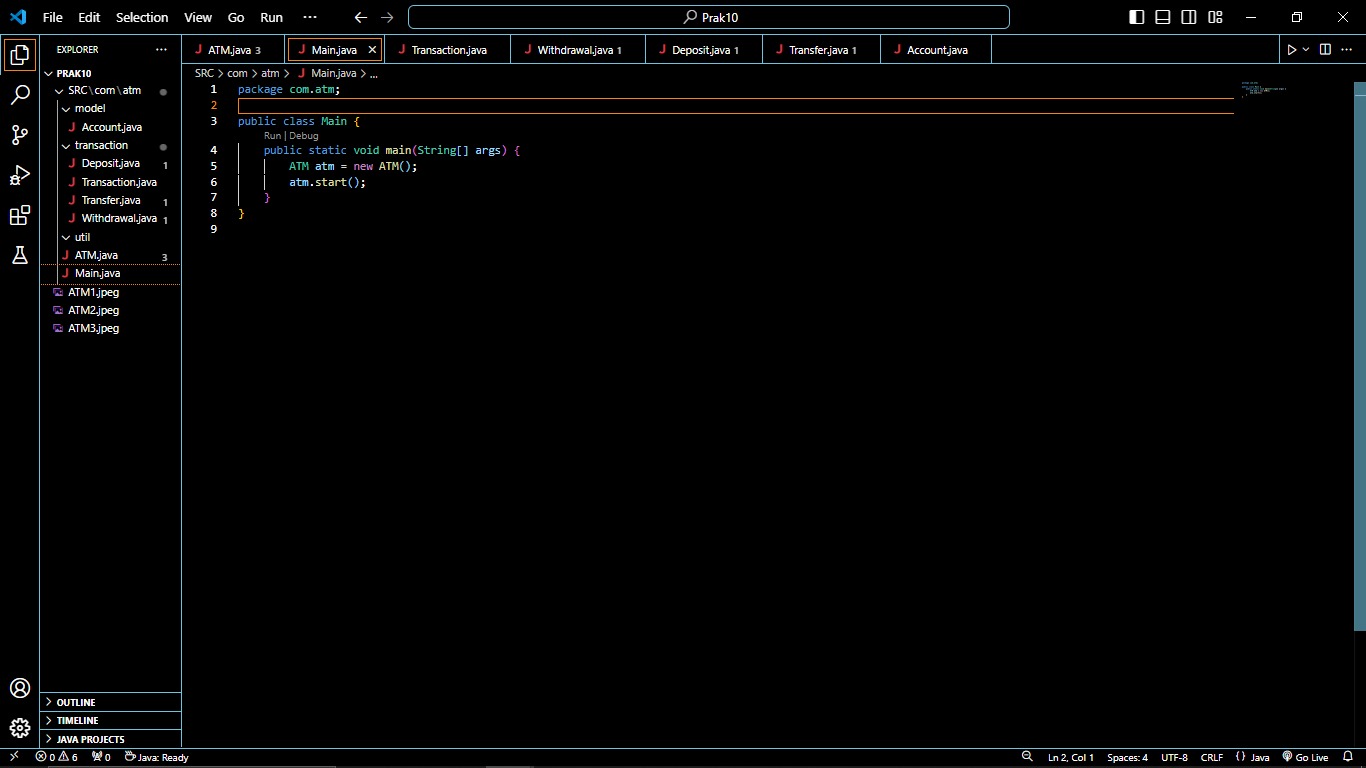 File Edit Selection View Go Run ··· Prak10
EXPLORER ···
PRAK10
SRC\com\atm
model
Account.java
transaction
Deposit.java 1
Transaction.java
Transfer.java 1
Withdrawal.java 1
util
ATM.java 3
Main.java
ATM1.jpeg
ATM2.jpeg
ATM3.jpeg
OUTLINE
TIMELINE
JAVA PROJECTS
ATM.java 3 Main.java Transaction.java Withdrawal.java 1 Deposit.java 1 Transfer.java 1 Account.java
SRC > com > atm > Main.java > ...
1 package com.atm;
2
3 public class Main {
Run | Debug
4 public static void main(String[] args) {
5 ATM atm = new ATM();
6 atm.start();
7 }
8 }
9
0 6 0 Java: Ready Ln 2, Col 1 Spaces: 4 UTF-8 CRLF {} Java Go Live